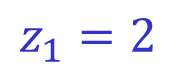 z₁ = 2